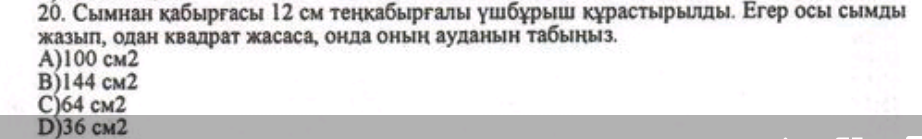 20. Сымнан қабырғасы 12 см теңқабырғалы үшбұрыш құрастырылды. Егер осы сымды
жазып, одан квадрат жасаса, онда оның ауданын табыңыз.
A)100 см2
B)144 см2
C)64 см2
D)36 см2